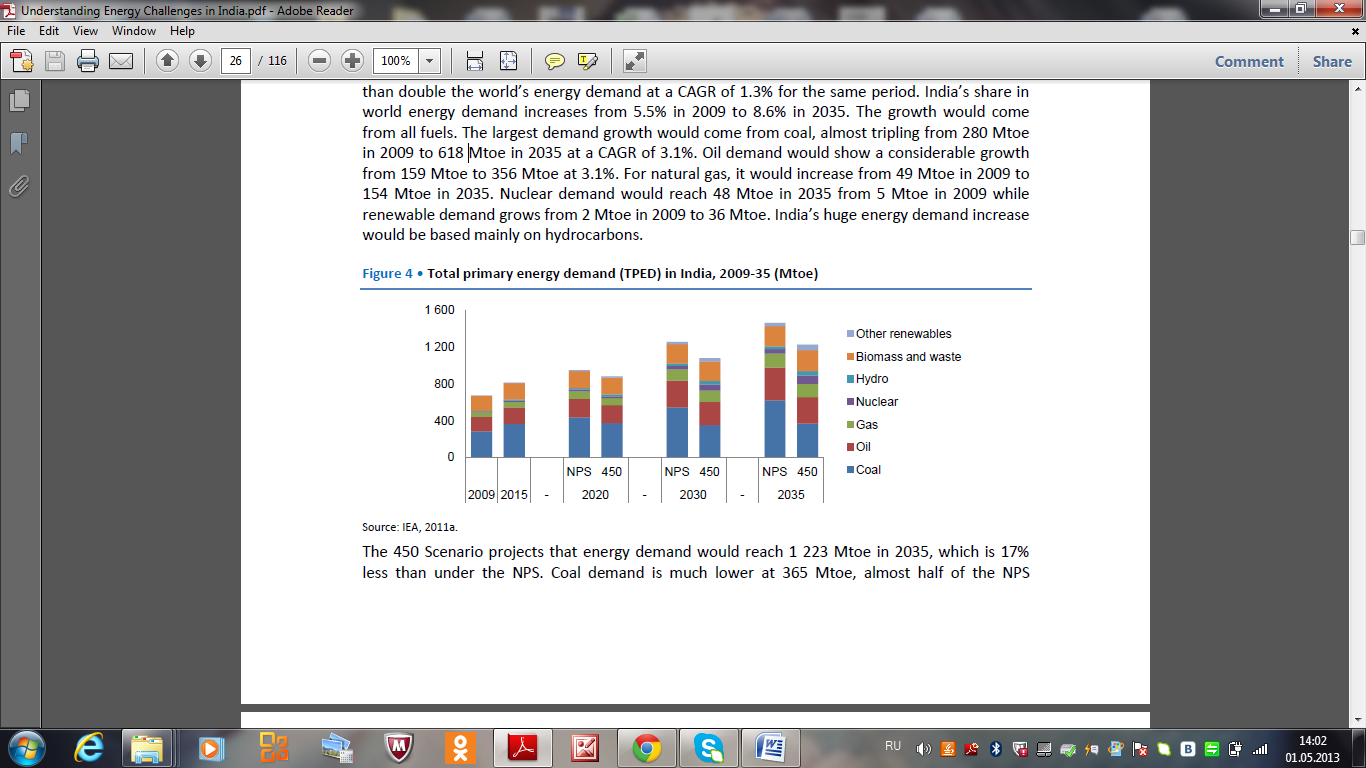 Understanding Energy Challenges in India.pdf - Adobe Reader
File Edit View Window Help
26 / 116 100% Comment Share
than double the world’s energy demand at a CAGR of 1.3% for the same period. India’s share in
world energy demand increases from 5.5% in 2009 to 8.6% in 2035. The growth would come
from all fuels. The largest demand growth would come from coal, almost tripling from 280 Mtoe
in 2009 to 618 Mtoe in 2035 at a CAGR of 3.1%. Oil demand would show a considerable growth
from 159 Mtoe to 356 Mtoe at 3.1%. For natural gas, it would increase from 49 Mtoe in 2009 to
154 Mtoe in 2035. Nuclear demand would reach 48 Mtoe in 2035 from 5 Mtoe in 2009 while
renewable demand grows from 2 Mtoe in 2009 to 36 Mtoe. India’s huge energy demand increase
would be based mainly on hydrocarbons.
Figure 4 • Total primary energy demand (TPED) in India, 2009-35 (Mtoe)
1 600
1 200
800
400
0
NPS 450 NPS 450 NPS 450
2009 2015 - 2020 - 2030 - 2035
Other renewables
Biomass and waste
Hydro
Nuclear
Gas
Oil
Coal
Source: IEA, 2011a.
The 450 Scenario projects that energy demand would reach 1 223 Mtoe in 2035, which is 17%
less than under the NPS. Coal demand is much lower at 365 Mtoe, almost half of the NPS
RU
14:02
01.05.2013